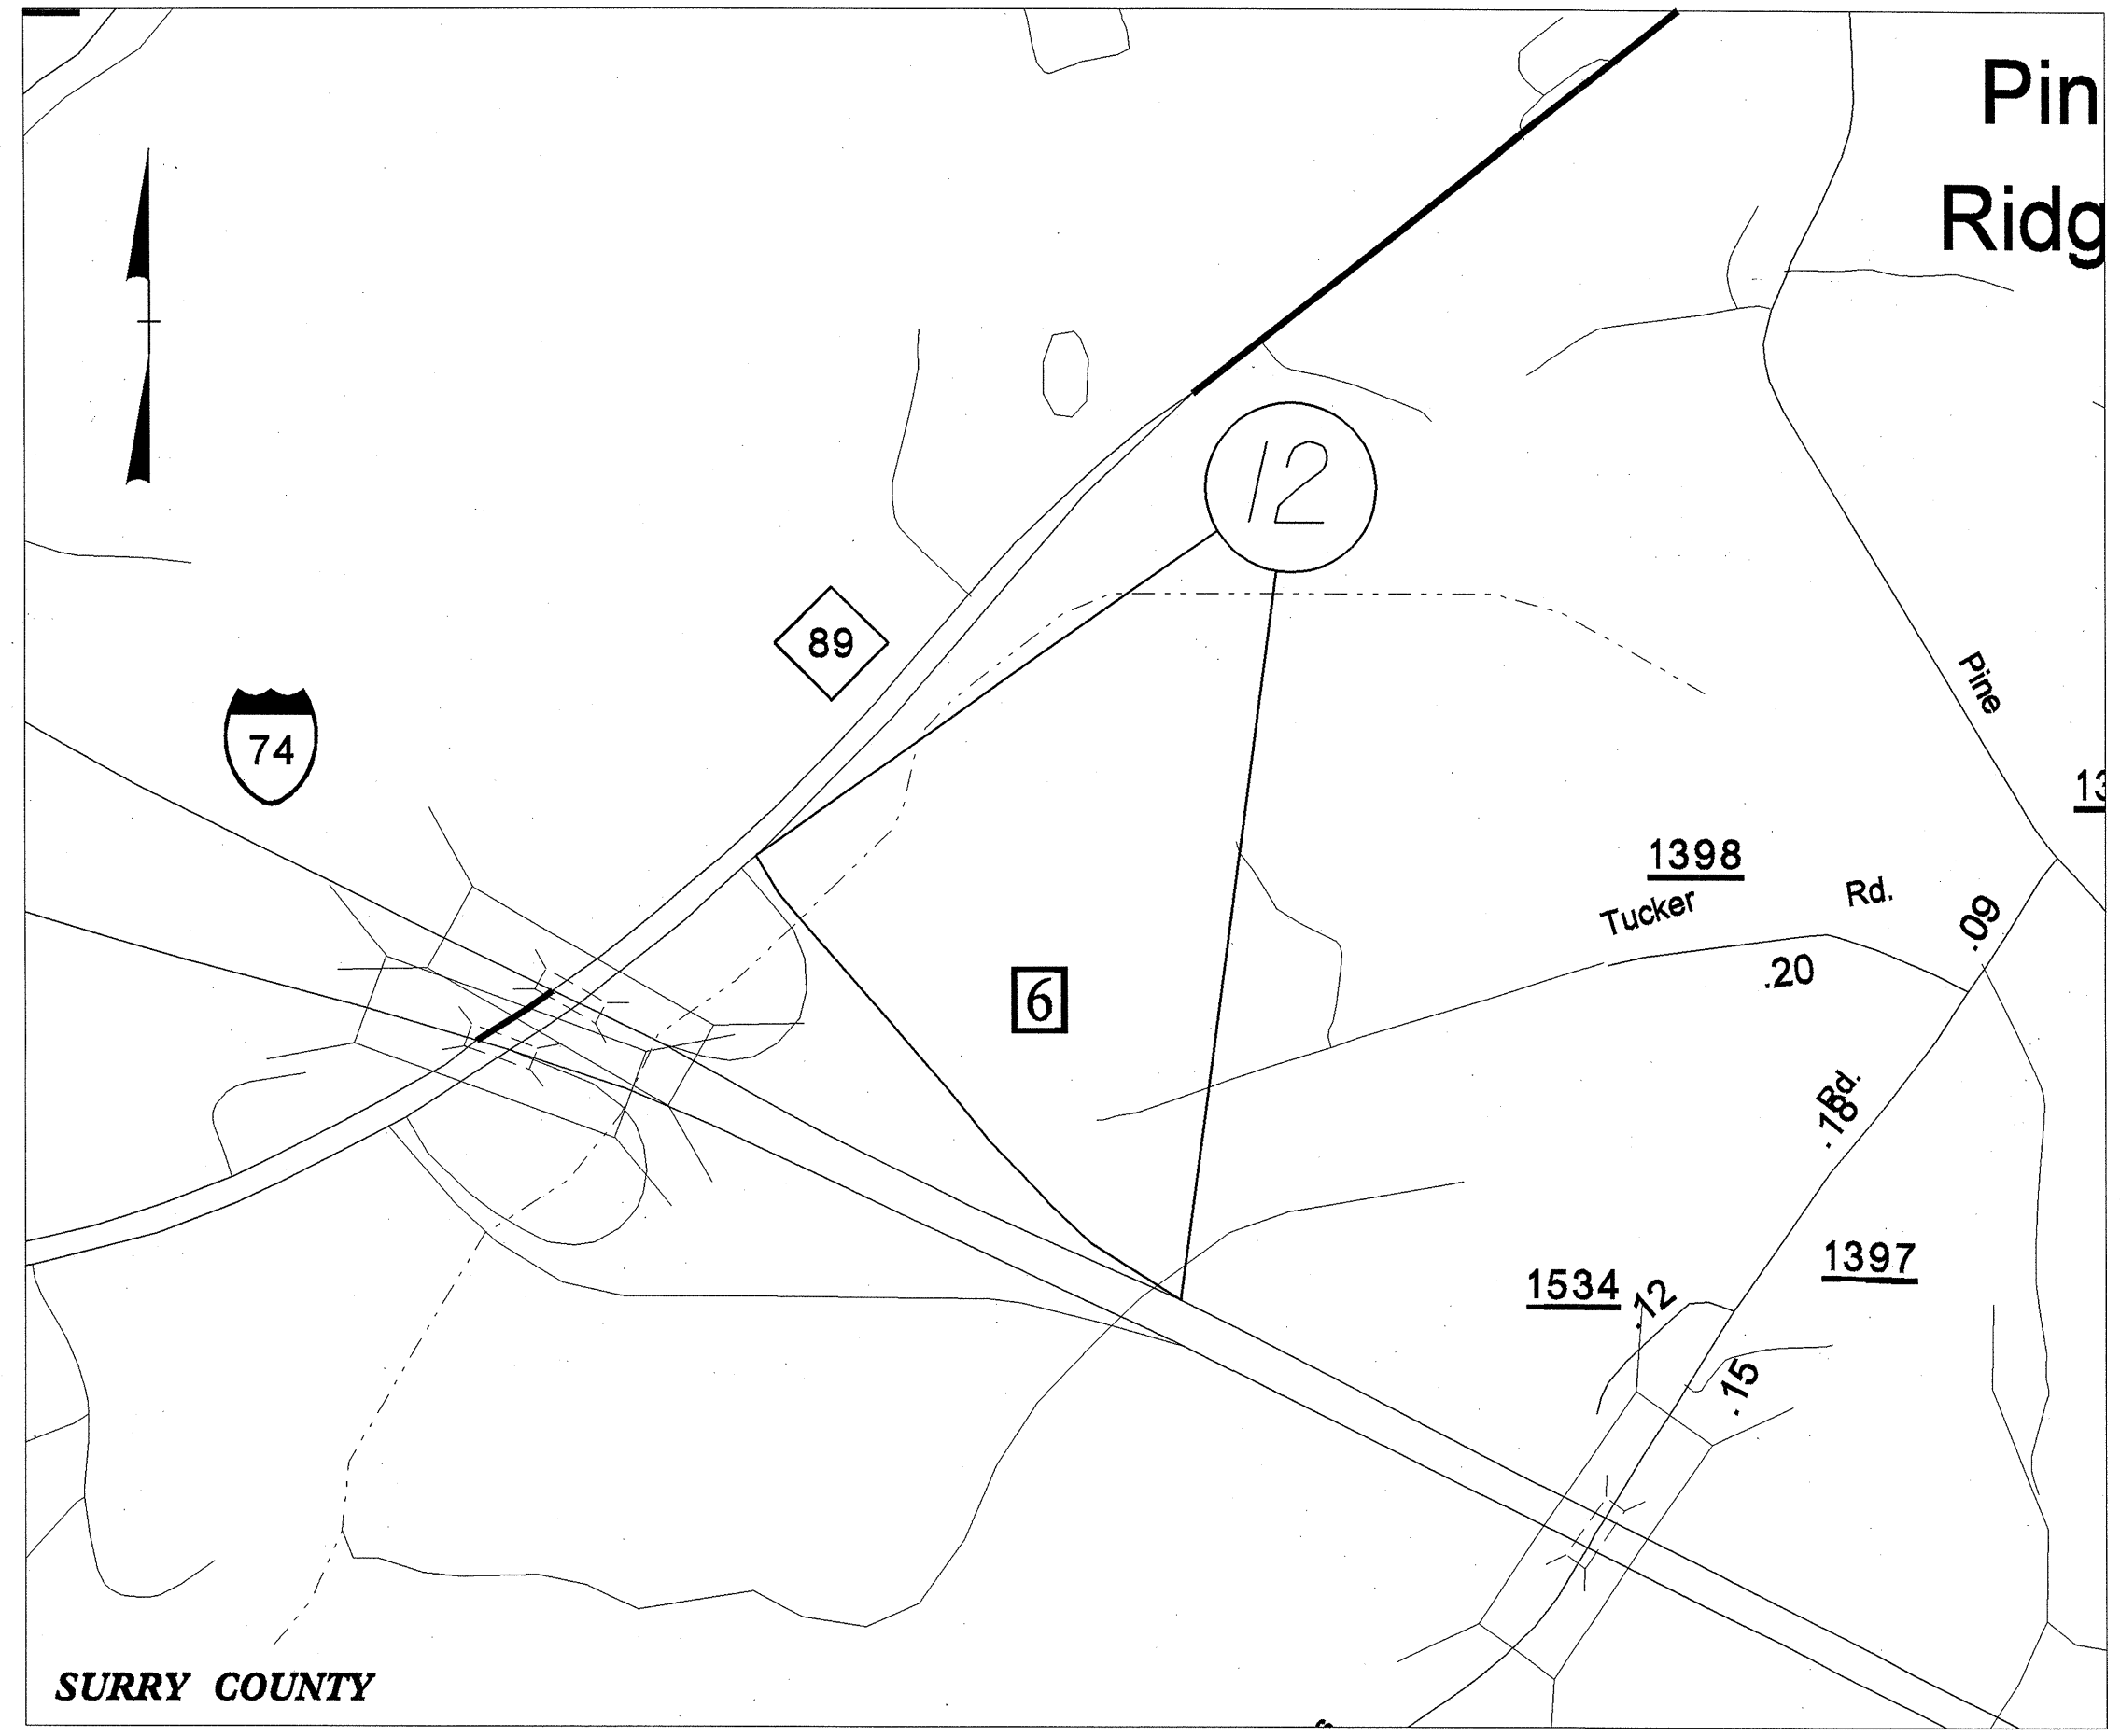 Pin
Ridg
12
89
74
Pine
13
1398
Tucker Rd.
.09
.20
6
Rd.
.18
1397
1534
.12
.15
SURRY COUNTY